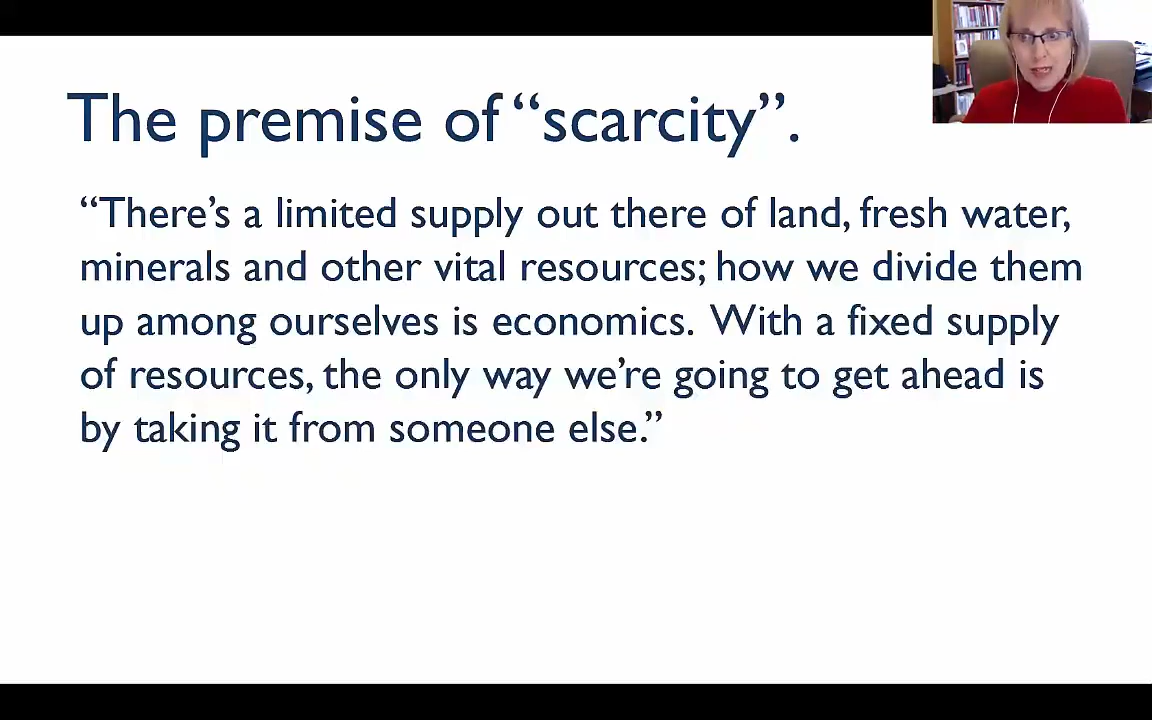 The premise of “scarcity”.
“There’s a limited supply out there of land, fresh water,
minerals and other vital resources; how we divide them
up among ourselves is economics.  With a fixed supply
of resources, the only way we’re going to get ahead is
by taking it from someone else.”